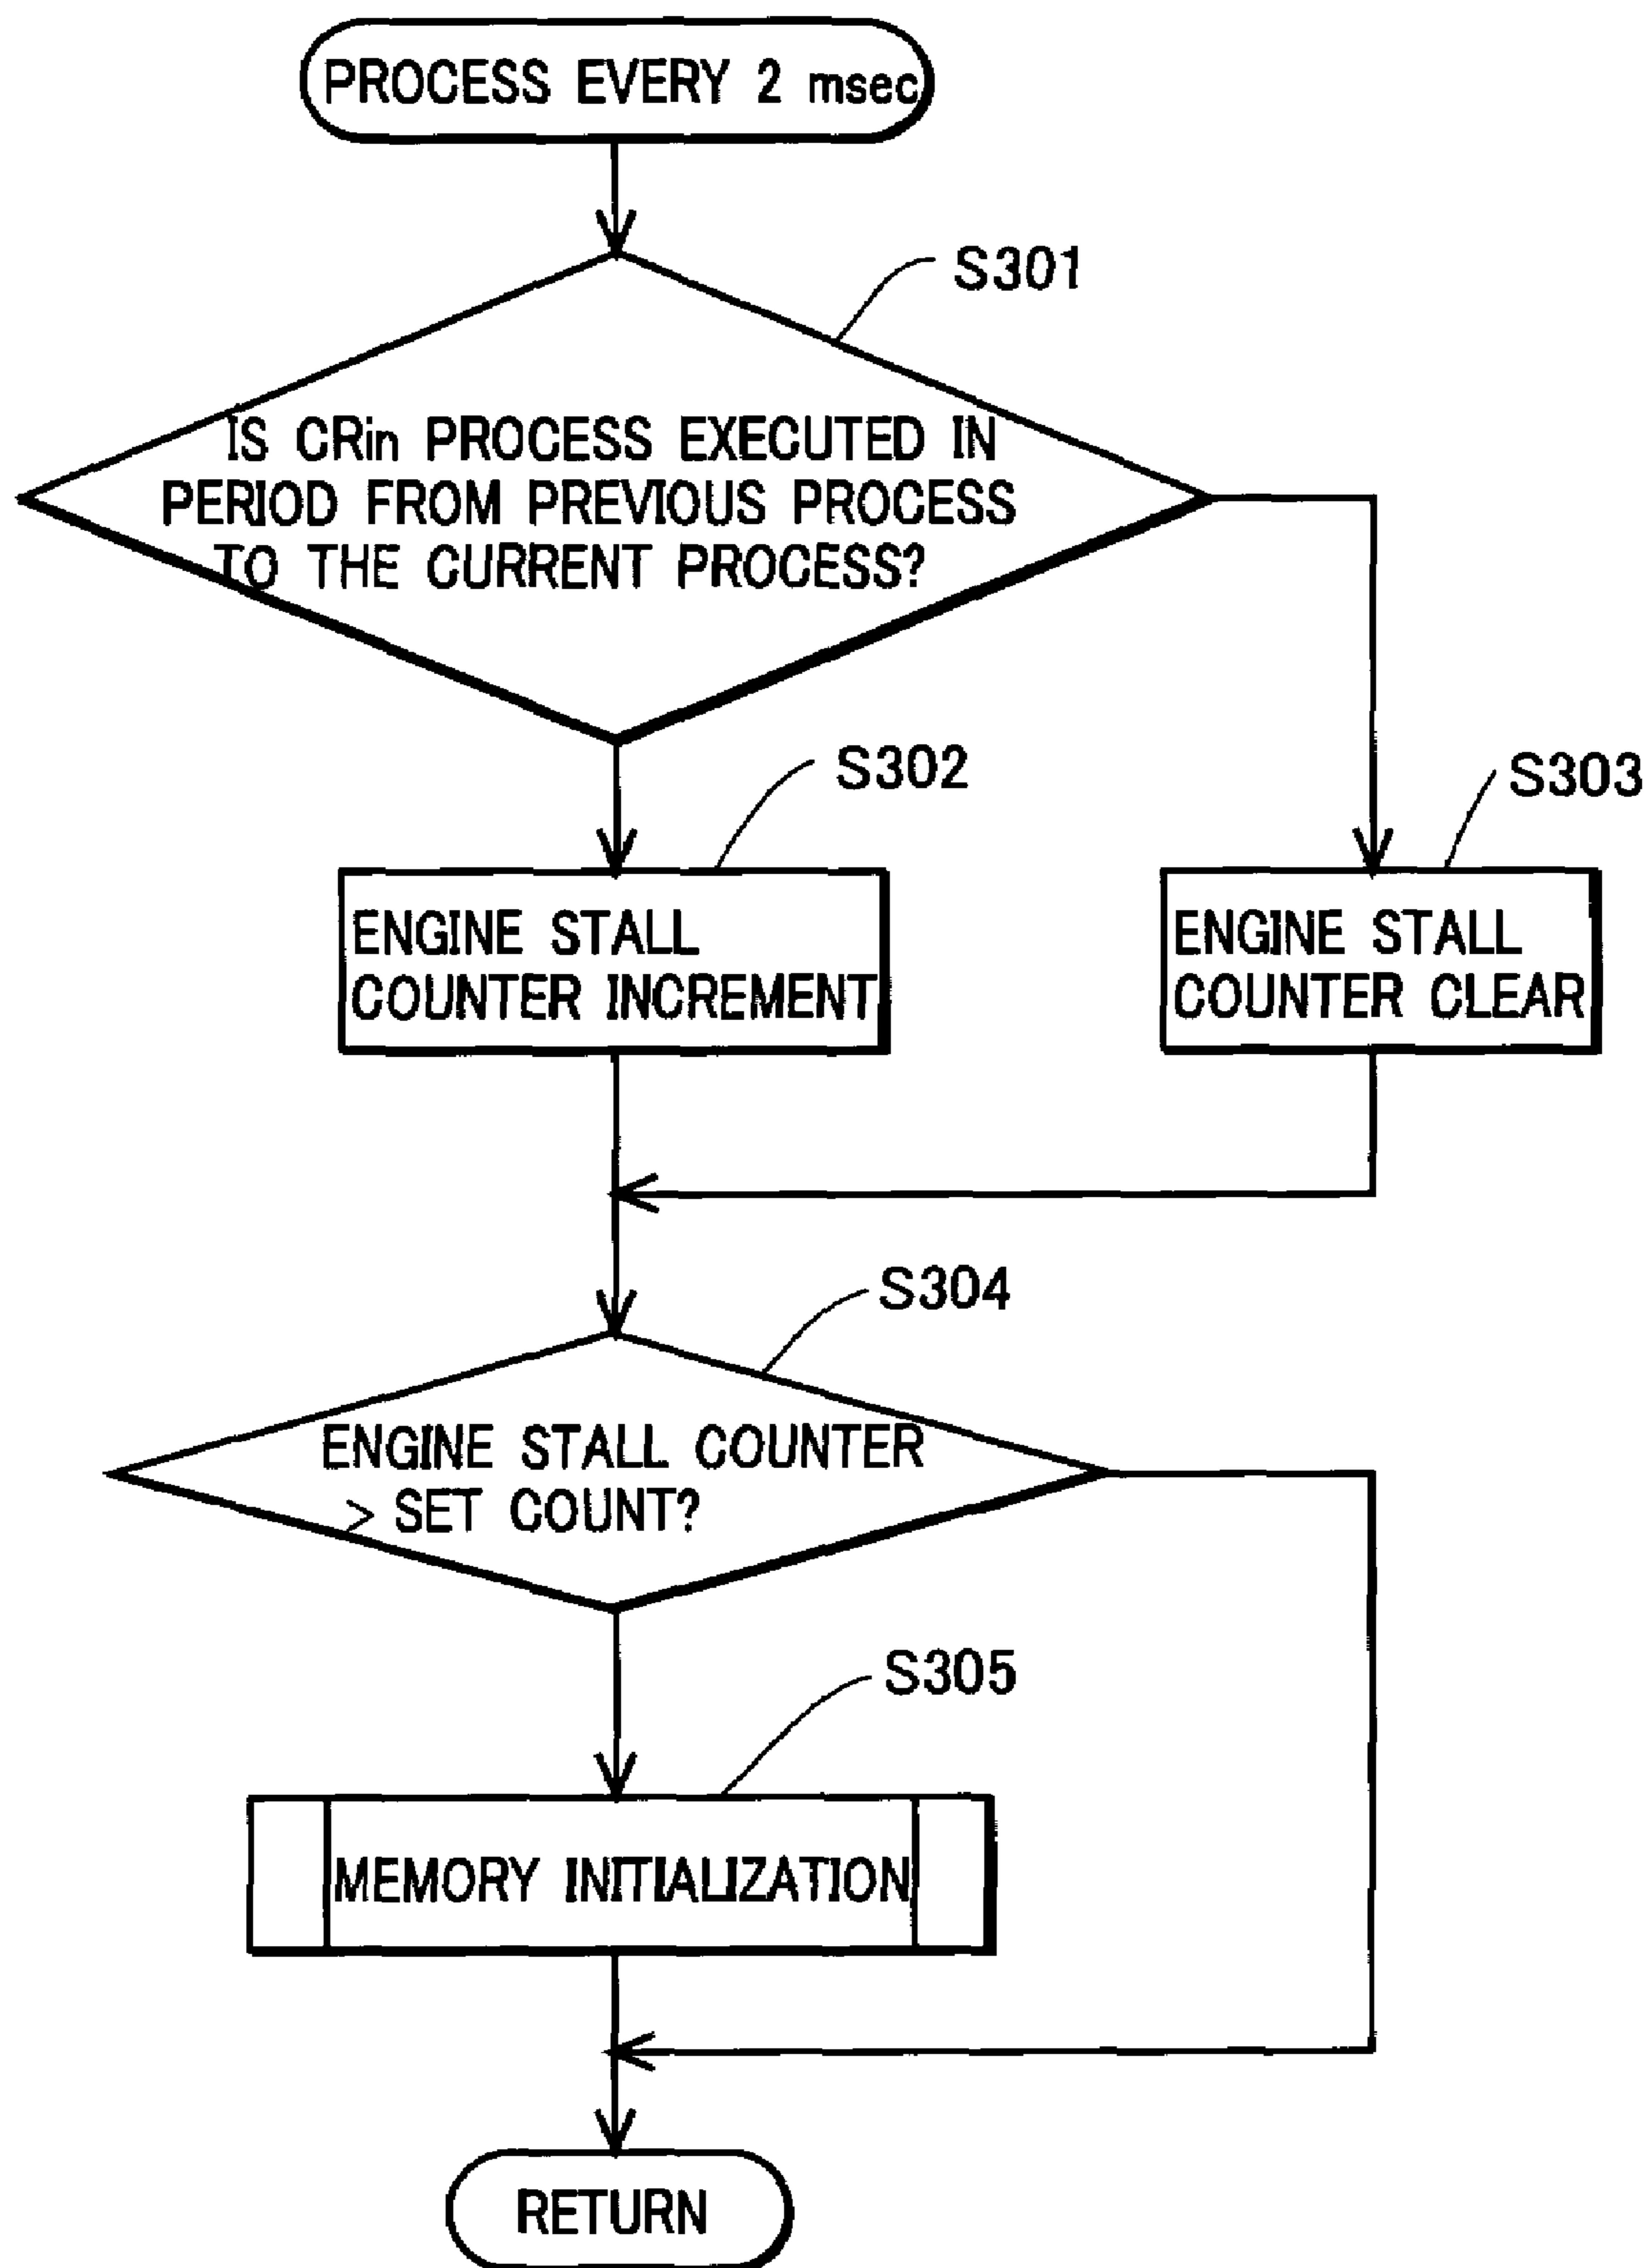 PROCESS EVERY 2 msec
S301
IS CRin PROCESS EXECUTED IN
PERIOD FROM PREVIOUS PROCESS
TO THE CURRENT PROCESS?
S302
S303
ENGINE STALL
COUNTER INCREMENT
ENGINE STALL
COUNTER CLEAR
S304
ENGINE STALL COUNTER
> SET COUNT?
S305
MEMORY INITIALIZATION
RETURN